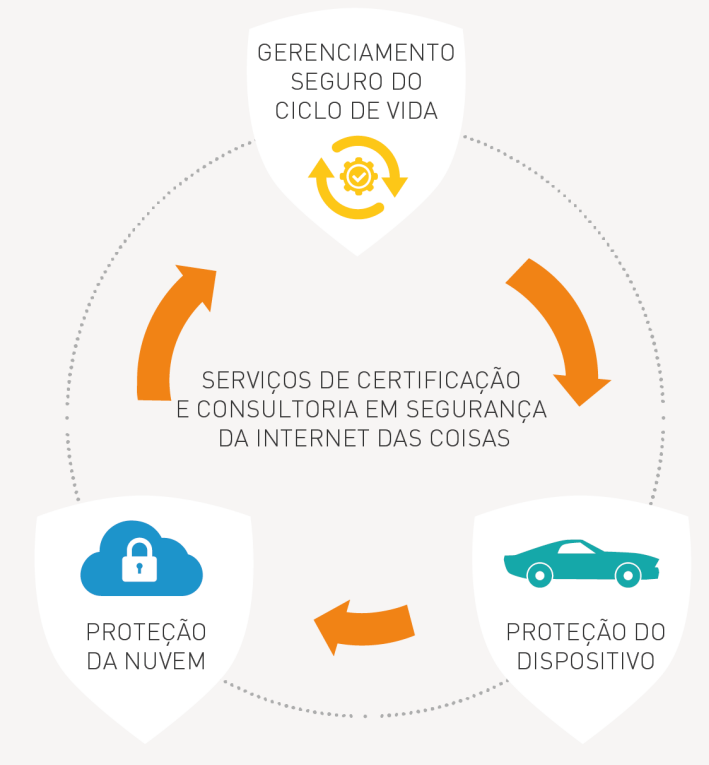 GERENCIAMENTO
SEGURO DO
CICLO DE VIDA
SERVIÇOS DE CERTIFICAÇÃO
E CONSULTORIA EM SEGURANÇA
DA INTERNET DAS COISAS
PROTEÇÃO
DA NUVEM
PROTEÇÃO DO
DISPOSITIVO